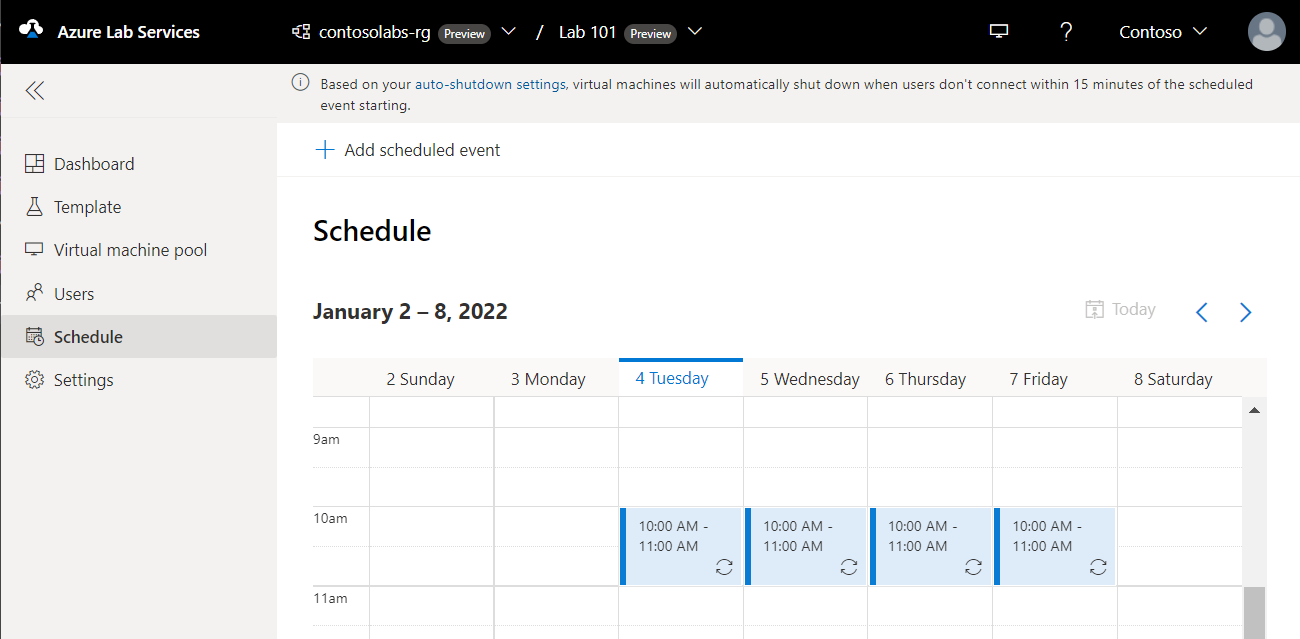 Azure Lab Services
contosolabs-rg Preview / Lab 101 Preview
? Contoso
Based on your auto-shutdown settings, virtual machines will automatically shut down when users don't connect within 15 minutes of the scheduled
event starting.
Add scheduled event
Dashboard
Template
Virtual machine pool
Users
Schedule
Settings
Schedule
January 2 – 8, 2022
Today
2 Sunday 3 Monday 4 Tuesday 5 Wednesday 6 Thursday 7 Friday 8 Saturday
9am
10am
10:00 AM -
11:00 AM
10:00 AM -
11:00 AM
10:00 AM -
11:00 AM
10:00 AM -
11:00 AM
11am